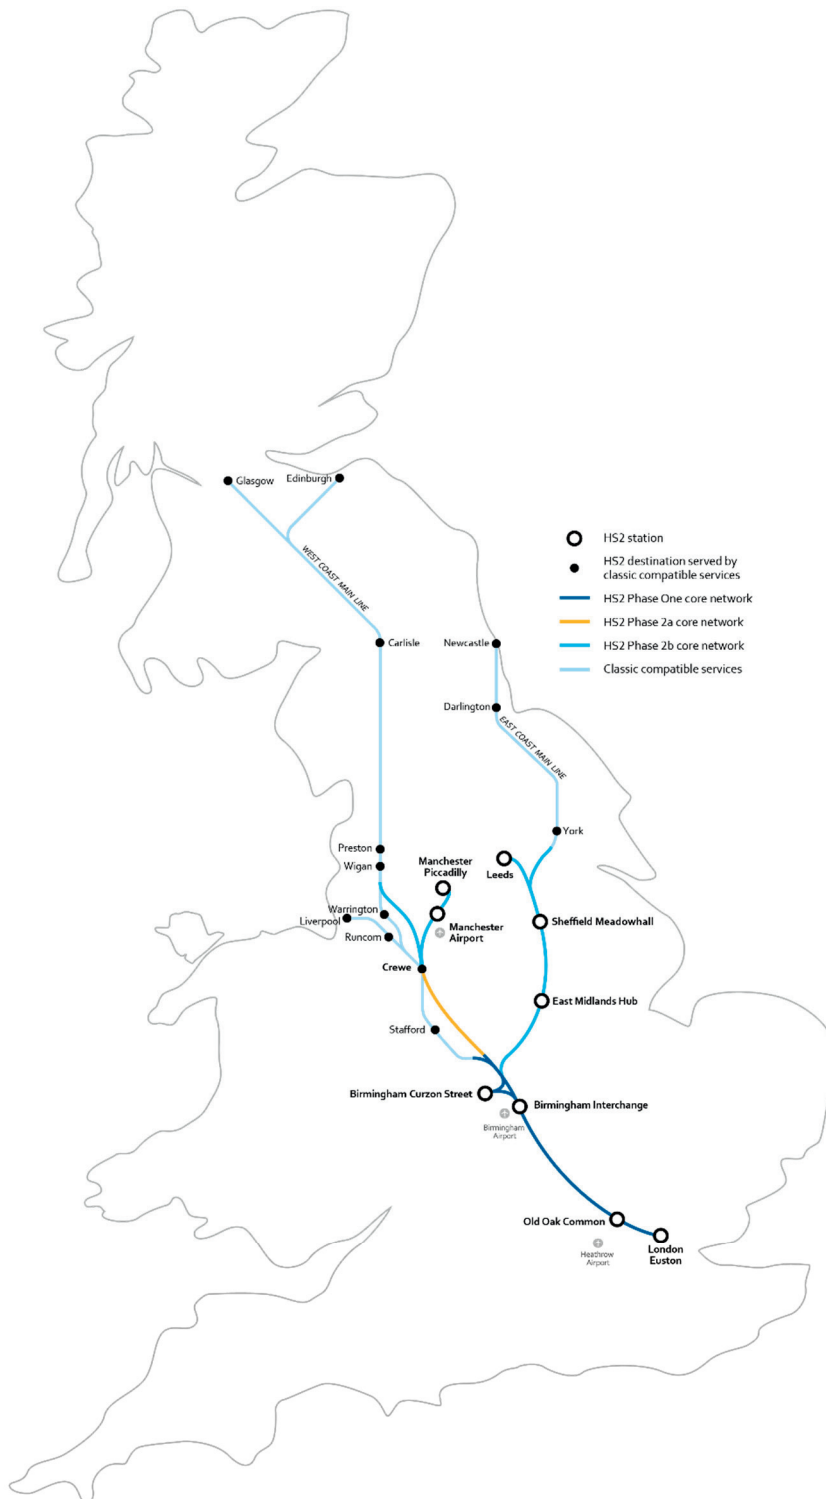 Glasgow
Edinburgh
WEST COAST MAIN LINE
HS2 station
HS2 destination served by
classic compatible services
HS2 Phase One core network
HS2 Phase 2a core network
HS2 Phase 2b core network
Classic compatible services
Carlisle
Newcastle
Darlington
EAST COAST MAIN LINE
York
Preston
Wigan
Manchester
Piccadilly
Leeds
Warrington
Liverpool
Runcorn
Manchester
Airport
Sheffield Meadowhall
Crewe
East Midlands Hub
Stafford
Birmingham Curzon Street
Birmingham Interchange
Birmingham
Airport
Old Oak Common
London
Euston
Heathrow
Airport